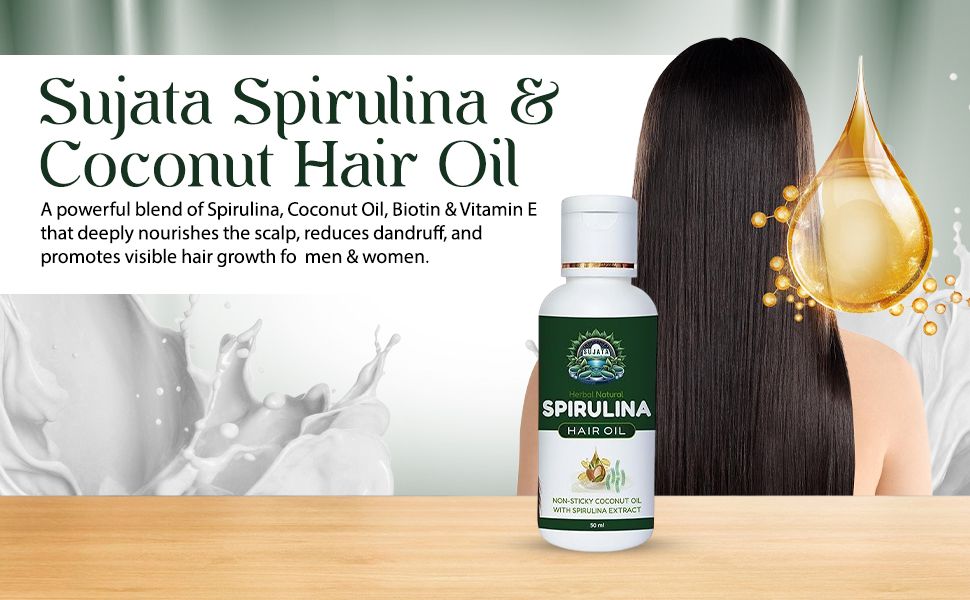 Sujata Spirulina &
Coconut Hair Oil
A powerful blend of Spirulina, Coconut Oil, Biotin & Vitamin E
that deeply nourishes the scalp, reduces dandruff, and
promotes visible hair growth fo men & women.
SUJATA
Herbal Natural
SPIRULINA
HAIR OIL
NON-STICKY COCONUT OIL
WITH SPIRULINA EXTRACT
50 ml